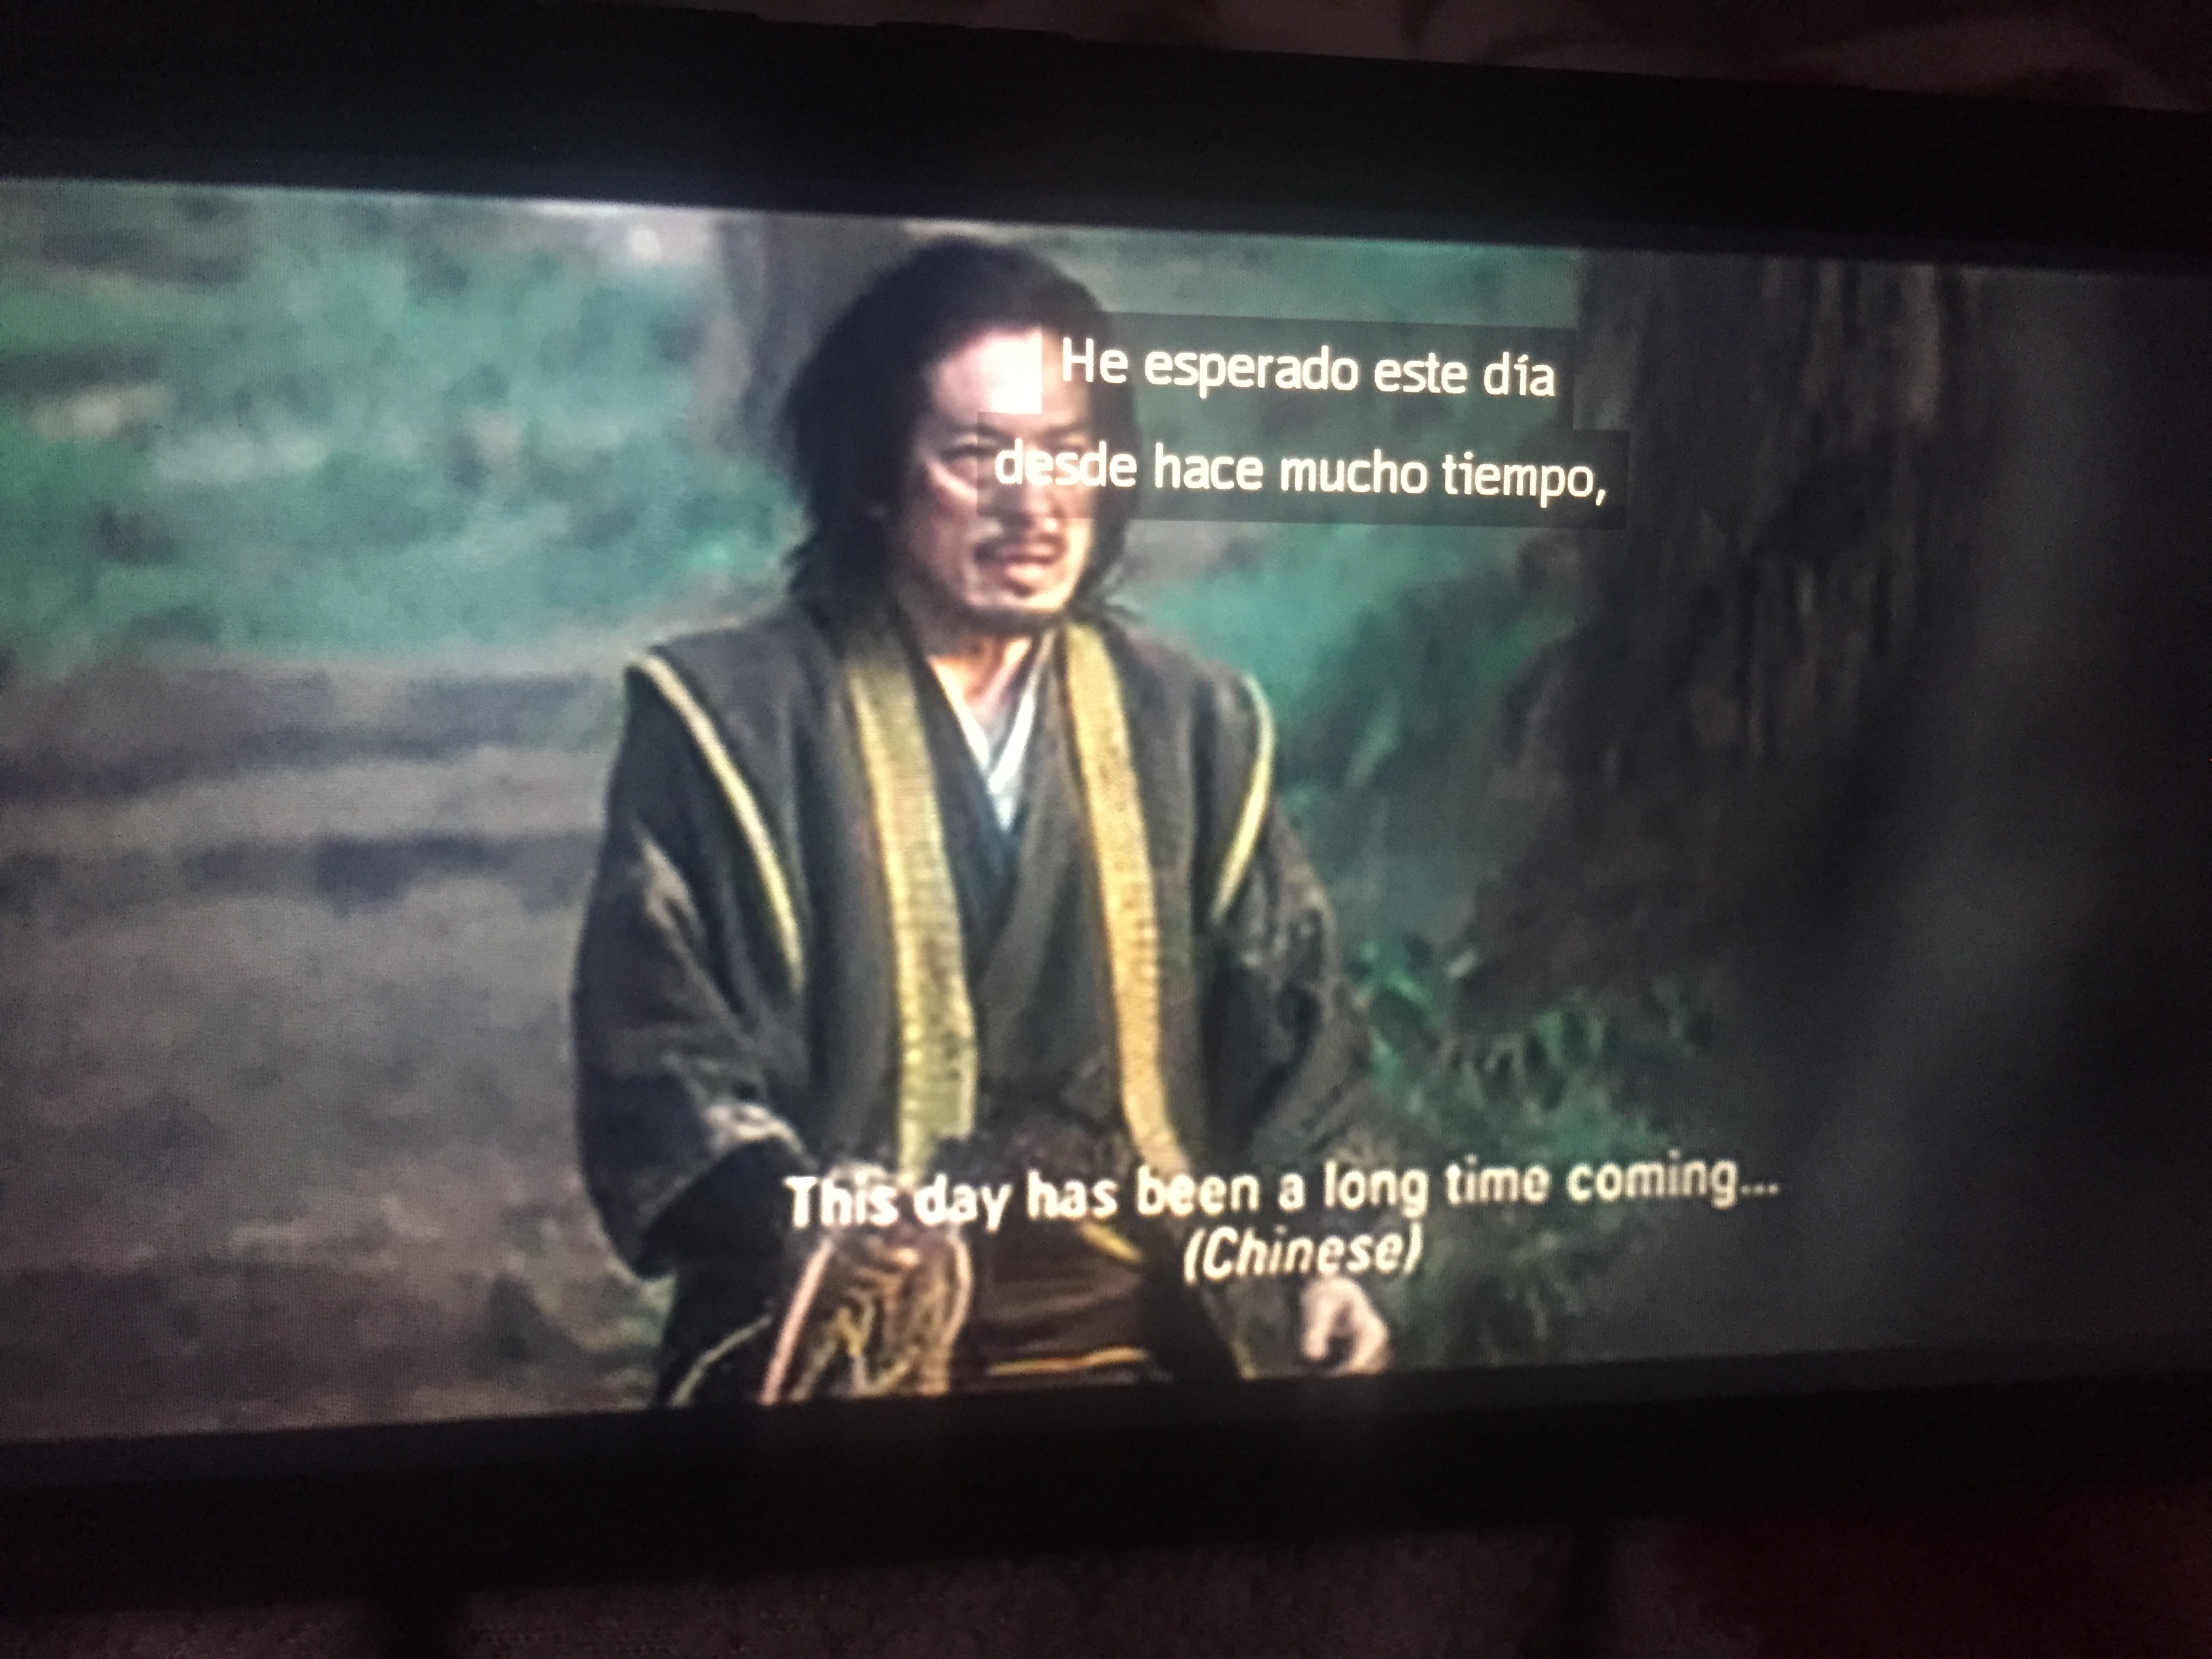 He esperado este día
desde hace mucho tiempo,
This day has been a long time coming...
(Chinese)